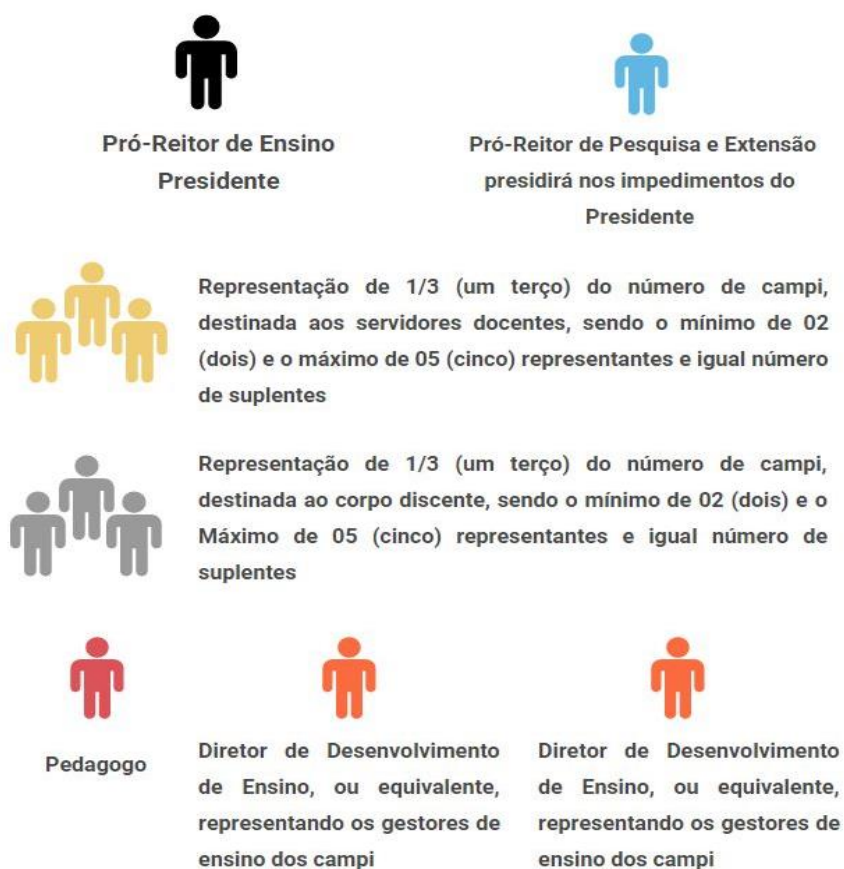 Pró-Reitor de Ensino
Presidente
Pró-Reitor de Pesquisa e Extensão
presidirá nos impedimentos do
Presidente
Representação de 1/3 (um terço) do número de campi,
destinada aos servidores docentes, sendo o mínimo de 02
(dois) e o máximo de 05 (cinco) representantes e igual número
de suplentes
Representação de 1/3 (um terço) do número de campi,
destinada ao corpo discente, sendo o mínimo de 02 (dois) e o
Máximo de 05 (cinco) representantes e igual número de
suplentes
Pedagogo
Diretor de Desenvolvimento
de Ensino, ou equivalente,
representando os gestores de
ensino dos campi
Diretor de Desenvolvimento
de Ensino, ou equivalente,
representando os gestores de
ensino dos campi